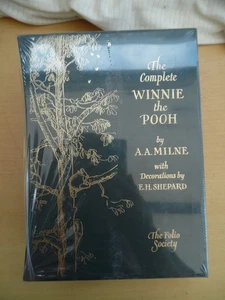 The
Complete
WINNIE
the
POOH
by
A.A.MILNE
with
Decorations by
E.H.SHEPARD
The Folio
Society